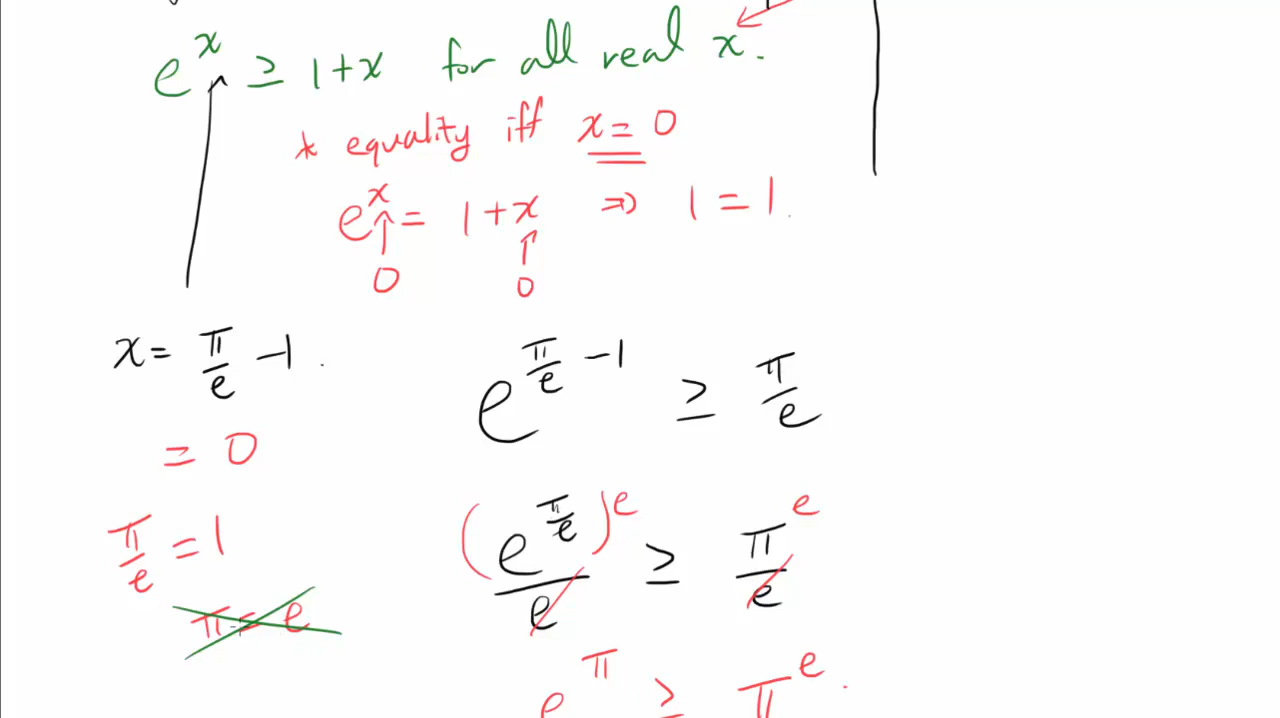 e^x ≥ 1+x for all real x.
* equality iff x = 0
e^x = 1+x ⇒ 1 = 1.
0 0
x = π/e −1.
e^(π/e −1) ≥ π/e
= 0
π/e = 1
(e^(π/e))^e / e ≥ π^e / e
π = e
e^π ≥ π^e.